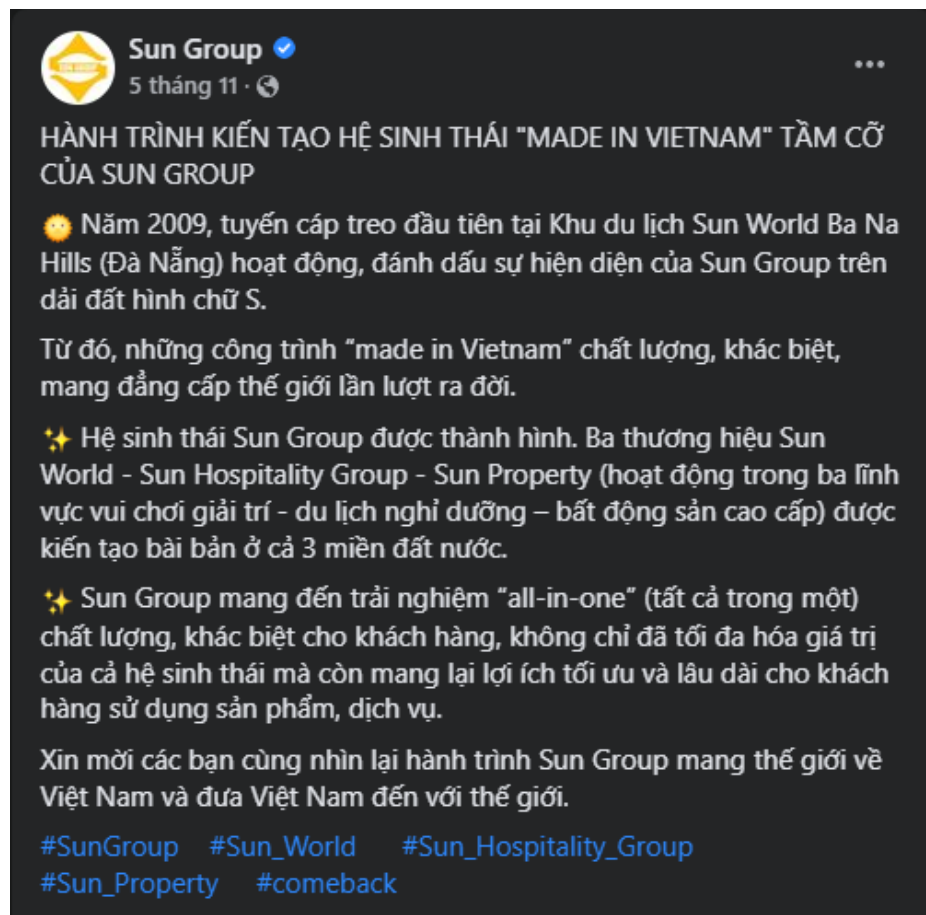 Sun Group
5 tháng 11 ·
HÀNH TRÌNH KIẾN TẠO HỆ SINH THÁI "MADE IN VIETNAM" TẦM CỠ
CỦA SUN GROUP
🌞 Năm 2009, tuyến cáp treo đầu tiên tại Khu du lịch Sun World Ba Na
Hills (Đà Nẵng) hoạt động, đánh dấu sự hiện diện của Sun Group trên
dải đất hình chữ S.
Từ đó, những công trình “made in Vietnam” chất lượng, khác biệt,
mang đẳng cấp thế giới lần lượt ra đời.
✨ Hệ sinh thái Sun Group được thành hình. Ba thương hiệu Sun
World - Sun Hospitality Group - Sun Property (hoạt động trong ba lĩnh
vực vui chơi giải trí - du lịch nghỉ dưỡng – bất động sản cao cấp) được
kiến tạo bài bản ở cả 3 miền đất nước.
✨ Sun Group mang đến trải nghiệm “all-in-one” (tất cả trong một)
chất lượng, khác biệt cho khách hàng, không chỉ đã tối đa hóa giá trị
của cả hệ sinh thái mà còn mang lại lợi ích tối ưu và lâu dài cho khách
hàng sử dụng sản phẩm, dịch vụ.
Xin mời các bạn cùng nhìn lại hành trình Sun Group mang thế giới về
Việt Nam và đưa Việt Nam đến với thế giới.
#SunGroup #Sun_World #Sun_Hospitality_Group
#Sun_Property #comeback